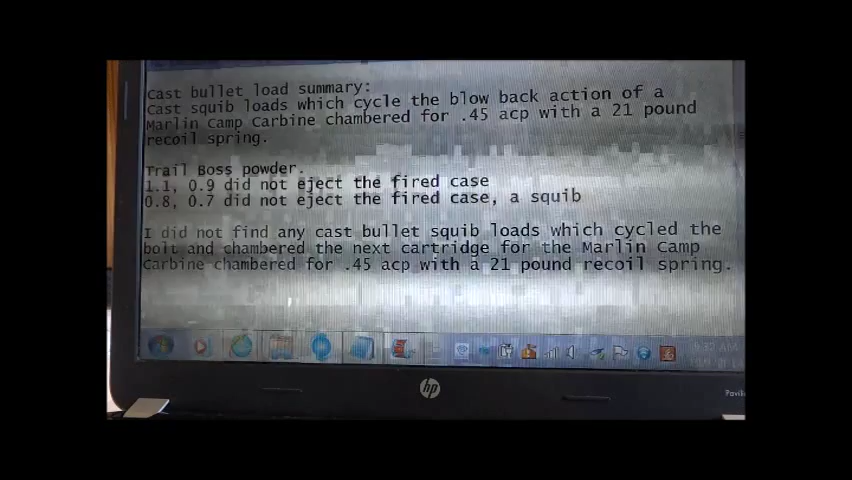 Cast bullet load summary:
Cast squib loads which cycle the blow back action of a
Marlin Camp Carbine chambered for .45 acp with a 21 pound
recoil spring.
Trail Boss powder.
1.1, 0.9 did not eject the fired case
0.8, 0.7 did not eject the fired case, a squib
I did not find any cast bullet squib loads which cycled the
bolt and chambered the next cartridge for the Marlin Camp
Carbine chambered for .45 acp with a 21 pound recoil spring.
hp